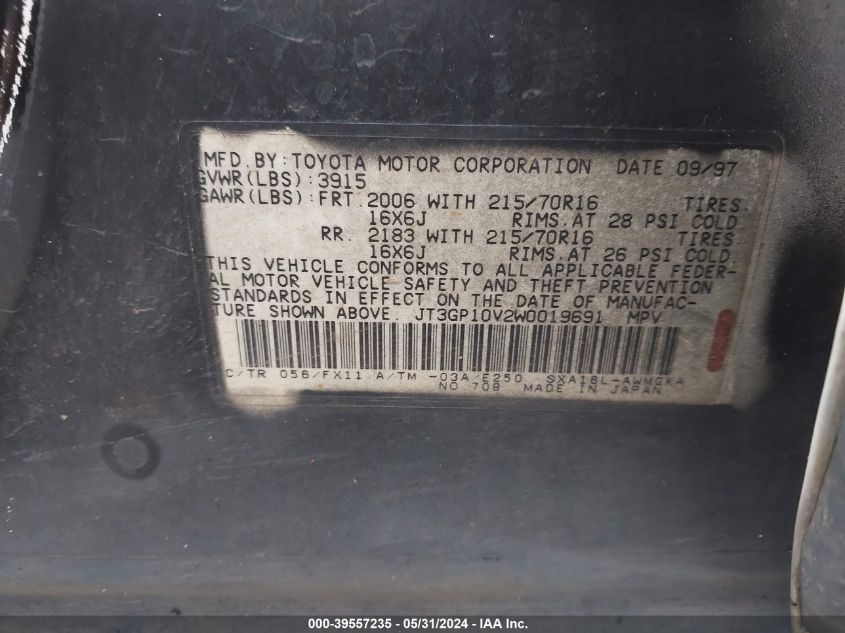 MFD. BY: TOYOTA MOTOR CORPORATION DATE 09/97
GVWR(LBS):3915
GAWR(LBS):FRT. 2006 WITH 215/70R16 TIRES.
16X6J RIMS.AT 28 PSI COLD.
RR. 2183 WITH 215/70R16 TIRES.
16X6J RIMS.AT 26 PSI COLD.
THIS VEHICLE CONFORMS TO ALL APPLICABLE FEDER-
AL MOTOR VEHICLE SAFETY AND THEFT PREVENTION
STANDARDS IN EFFECT ON THE DATE OF MANUFAC-
TURE SHOWN ABOVE. JT3GP10V2W0019691 MPV
C/TR 056/FX11 A/TM -03A/E250 SXA16L-AWMGKA
NO.708 MADE IN JAPAN
000-39557235 - 05/31/2024 - IAA Inc.